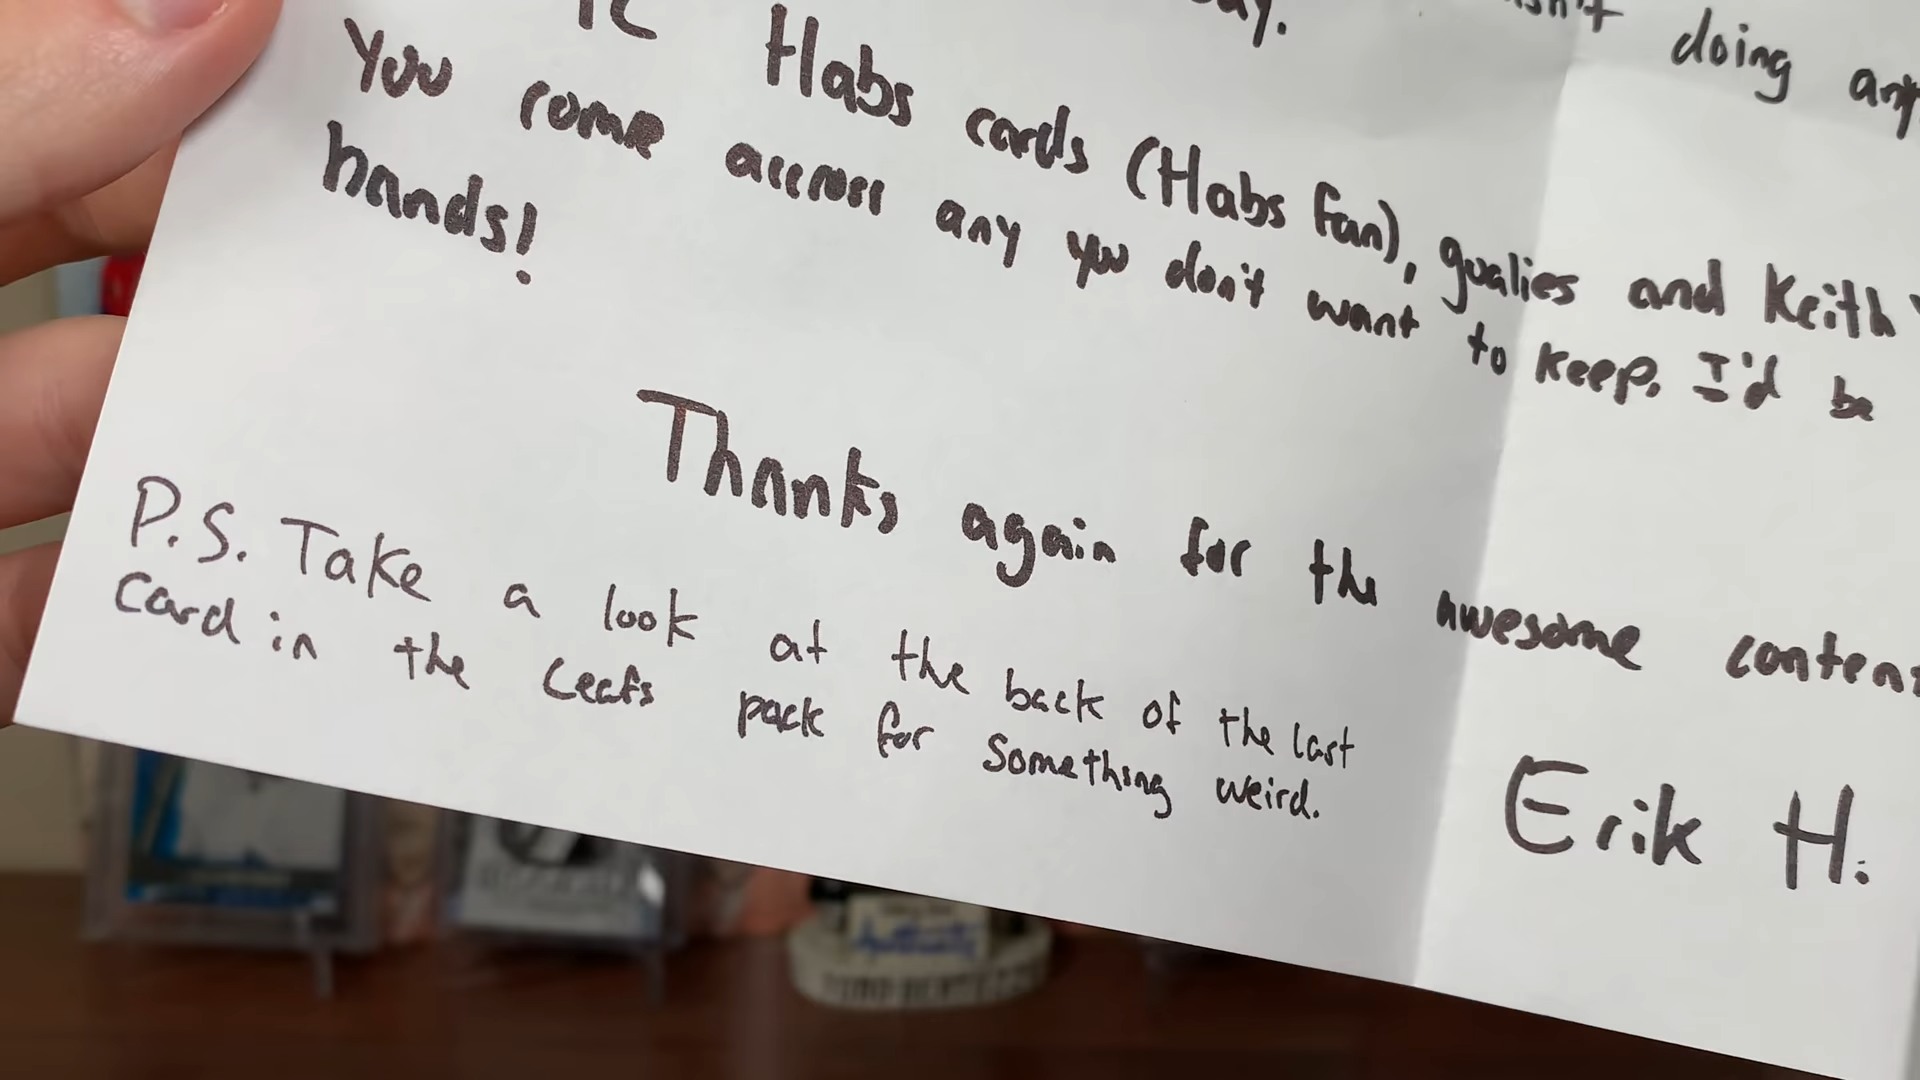 doing
Habs cards (Habs fan), goalies and Keith
You come accross any you don't want to keep, I'd be
hands!
Thanks again for the awesome content
Erik H.
P.S. Take a look at the back of the last
card in the Leafs pack for something weird.